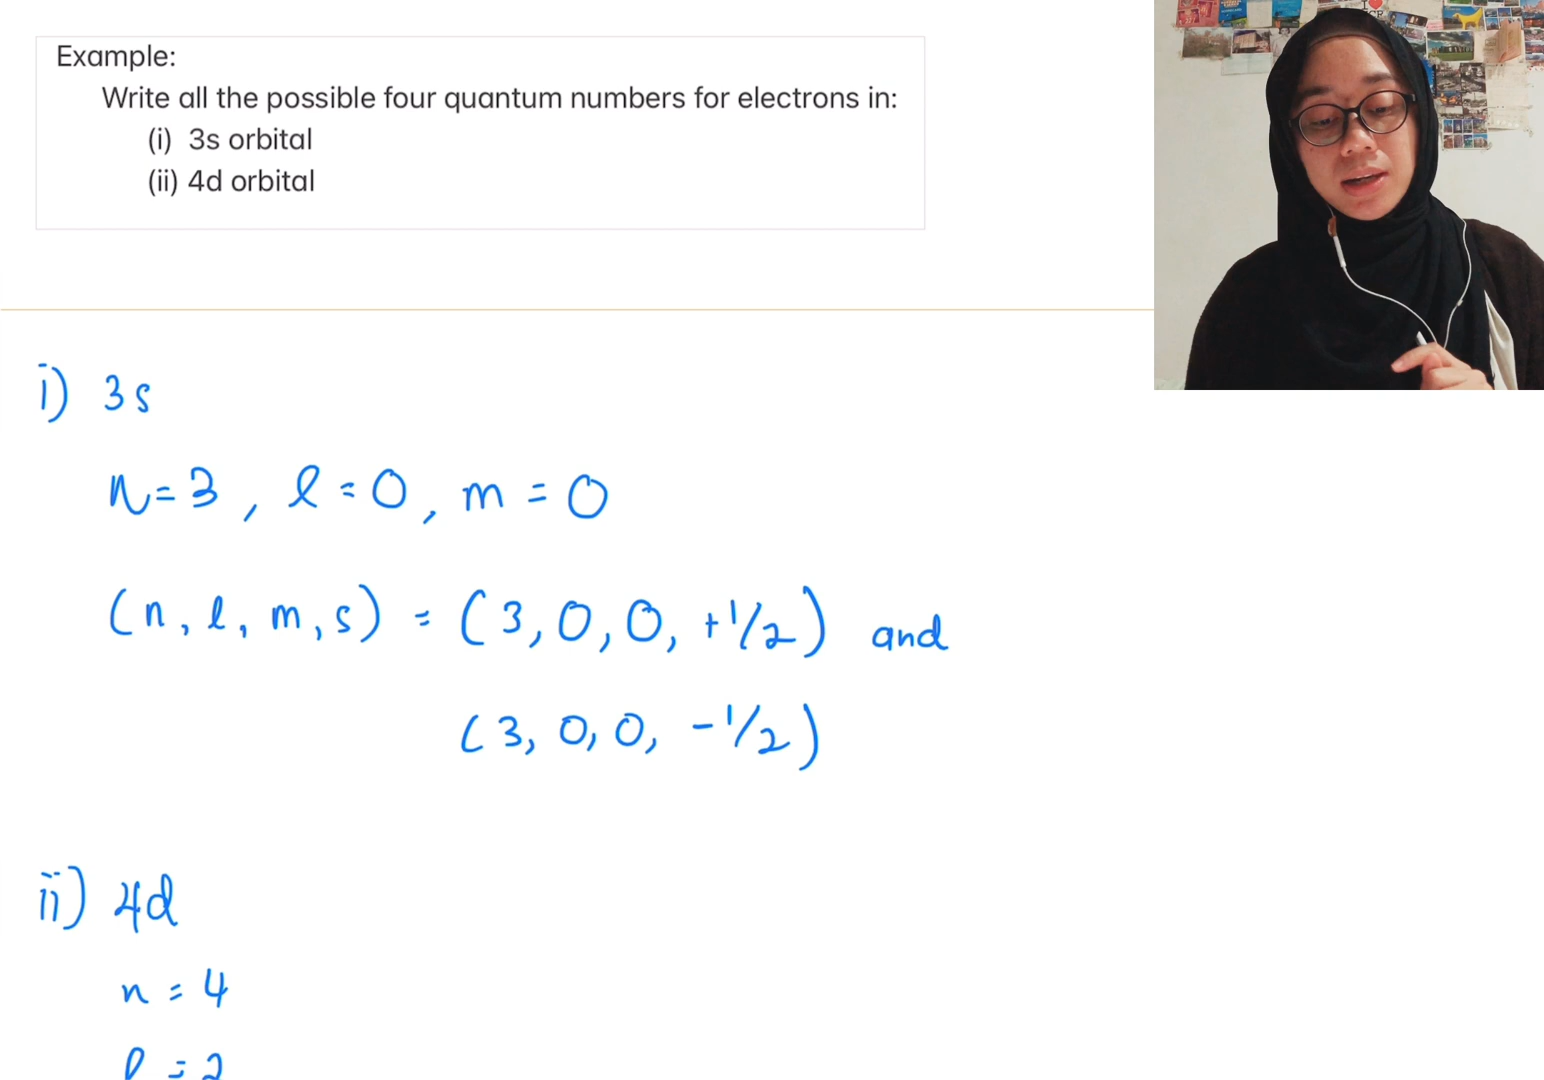 Example:
Write all the possible four quantum numbers for electrons in:
(i) 3s orbital
(ii) 4d orbital
i) 3s
n=3, l=0, m=0
(n, l, m, s) = (3, 0, 0, +1/2) and
(3, 0, 0, -1/2)
ii) 4d
n = 4
l = 2